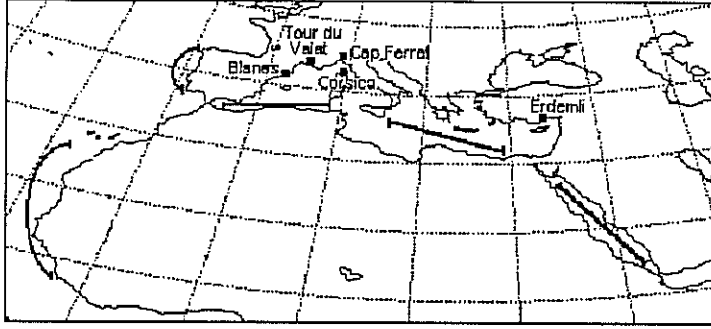 Tour du
Valat
Cap Ferrat
Blanes
Corsica
Erdemli